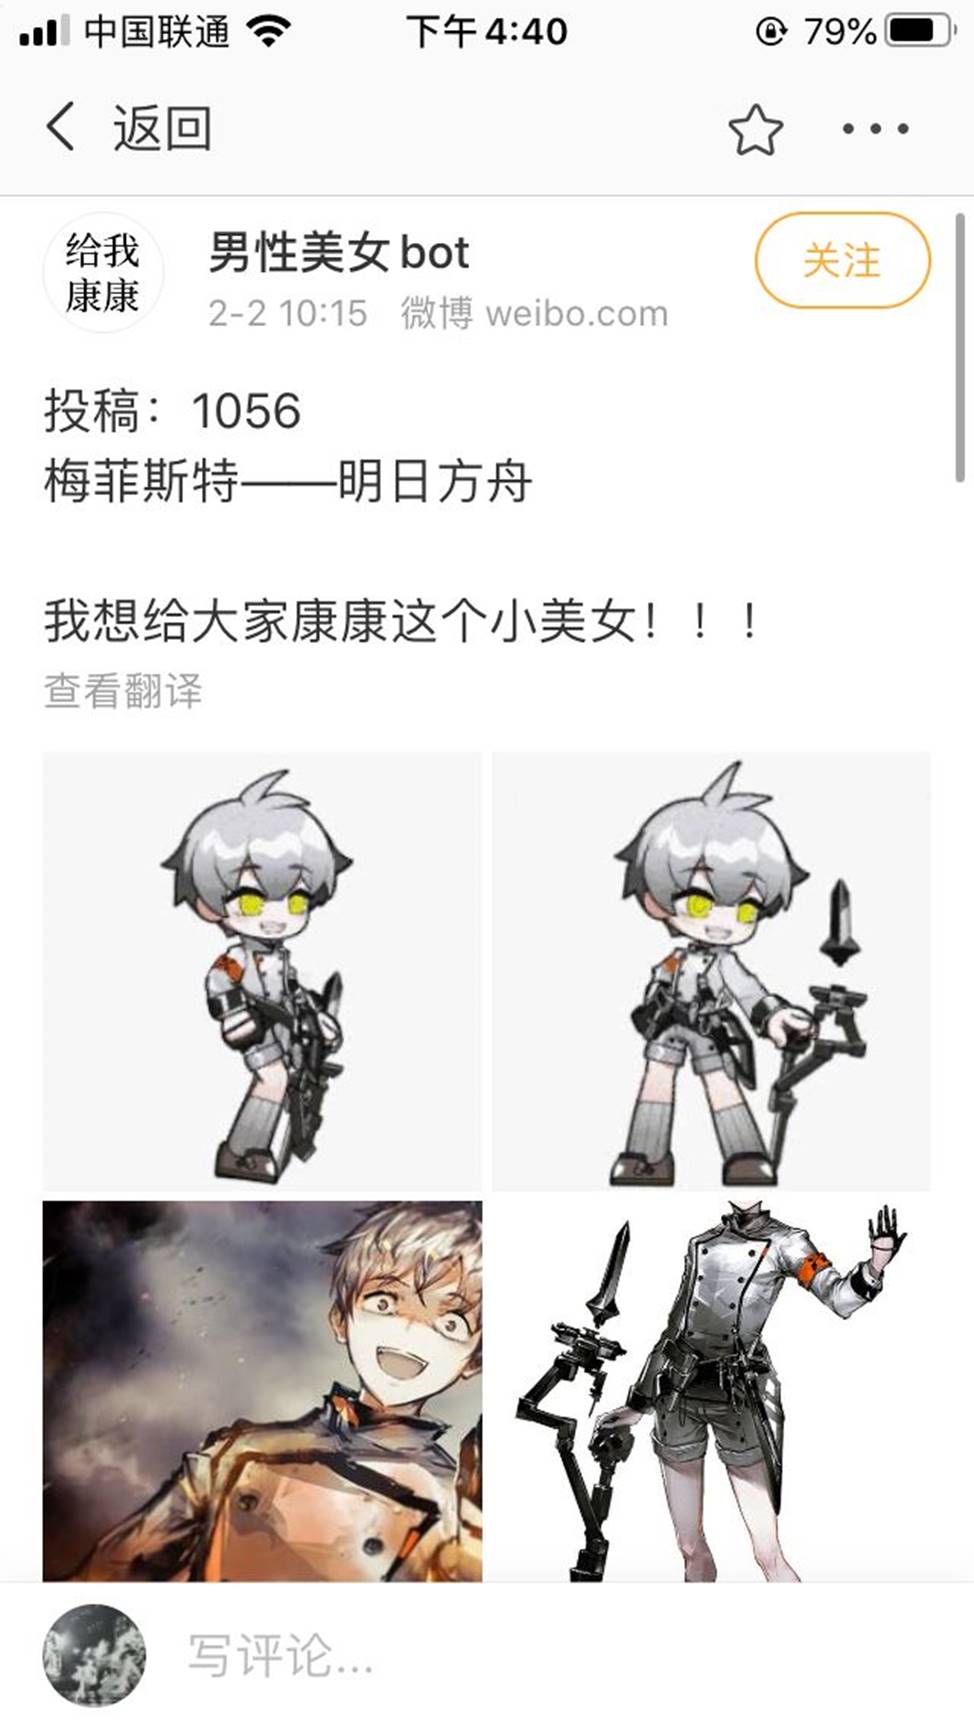 中国联通
下午4:40
79%
返回
给我
康康
男性美女bot
关注
2-2 10:15 微博 weibo.com
投稿：1056
梅菲斯特——明日方舟
我想给大家康康这个小美女！！！
查看翻译
写评论...